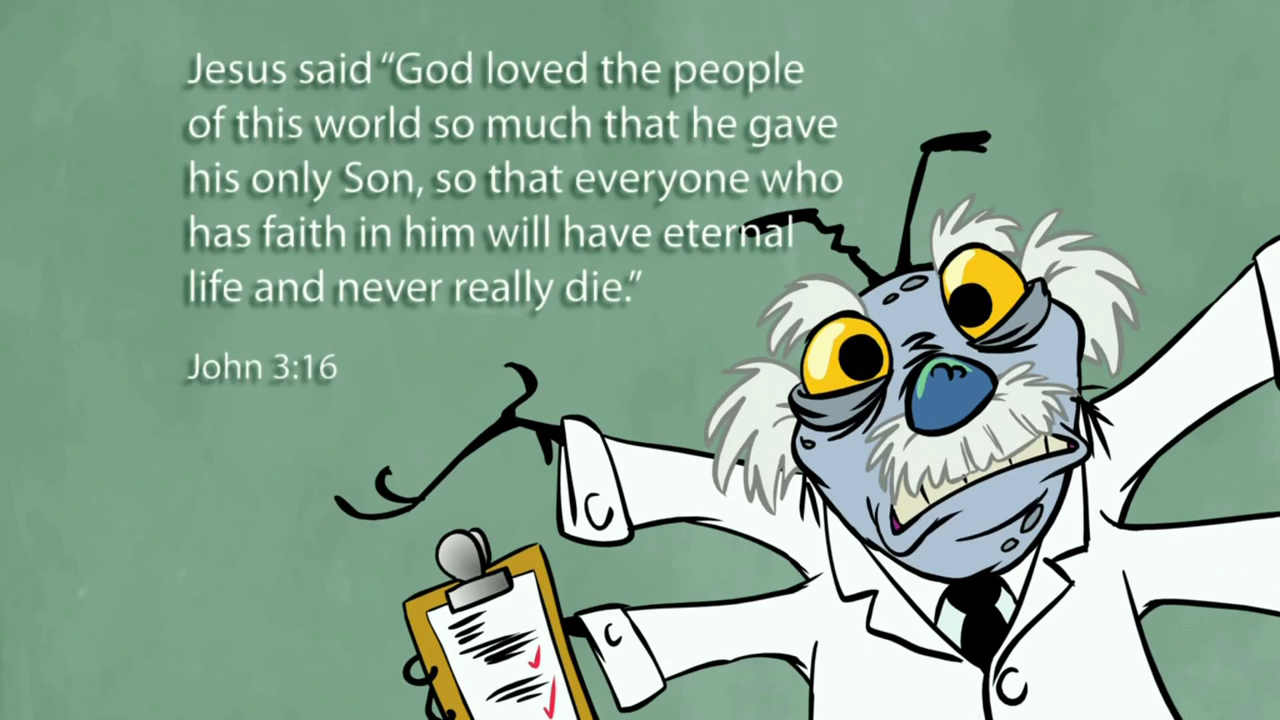 Jesus said “God loved the people
of this world so much that he gave
his only Son, so that everyone who
has faith in him will have eternal
life and never really die.”
John 3:16